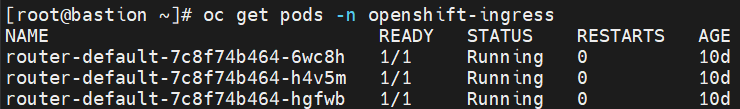 [root@bastion ~]# oc get pods -n openshift-ingress
NAME READY STATUS RESTARTS AGE
router-default-7c8f74b464-6wc8h 1/1 Running 0 10d
router-default-7c8f74b464-h4v5m 1/1 Running 0 10d
router-default-7c8f74b464-hgfwb 1/1 Running 0 10d